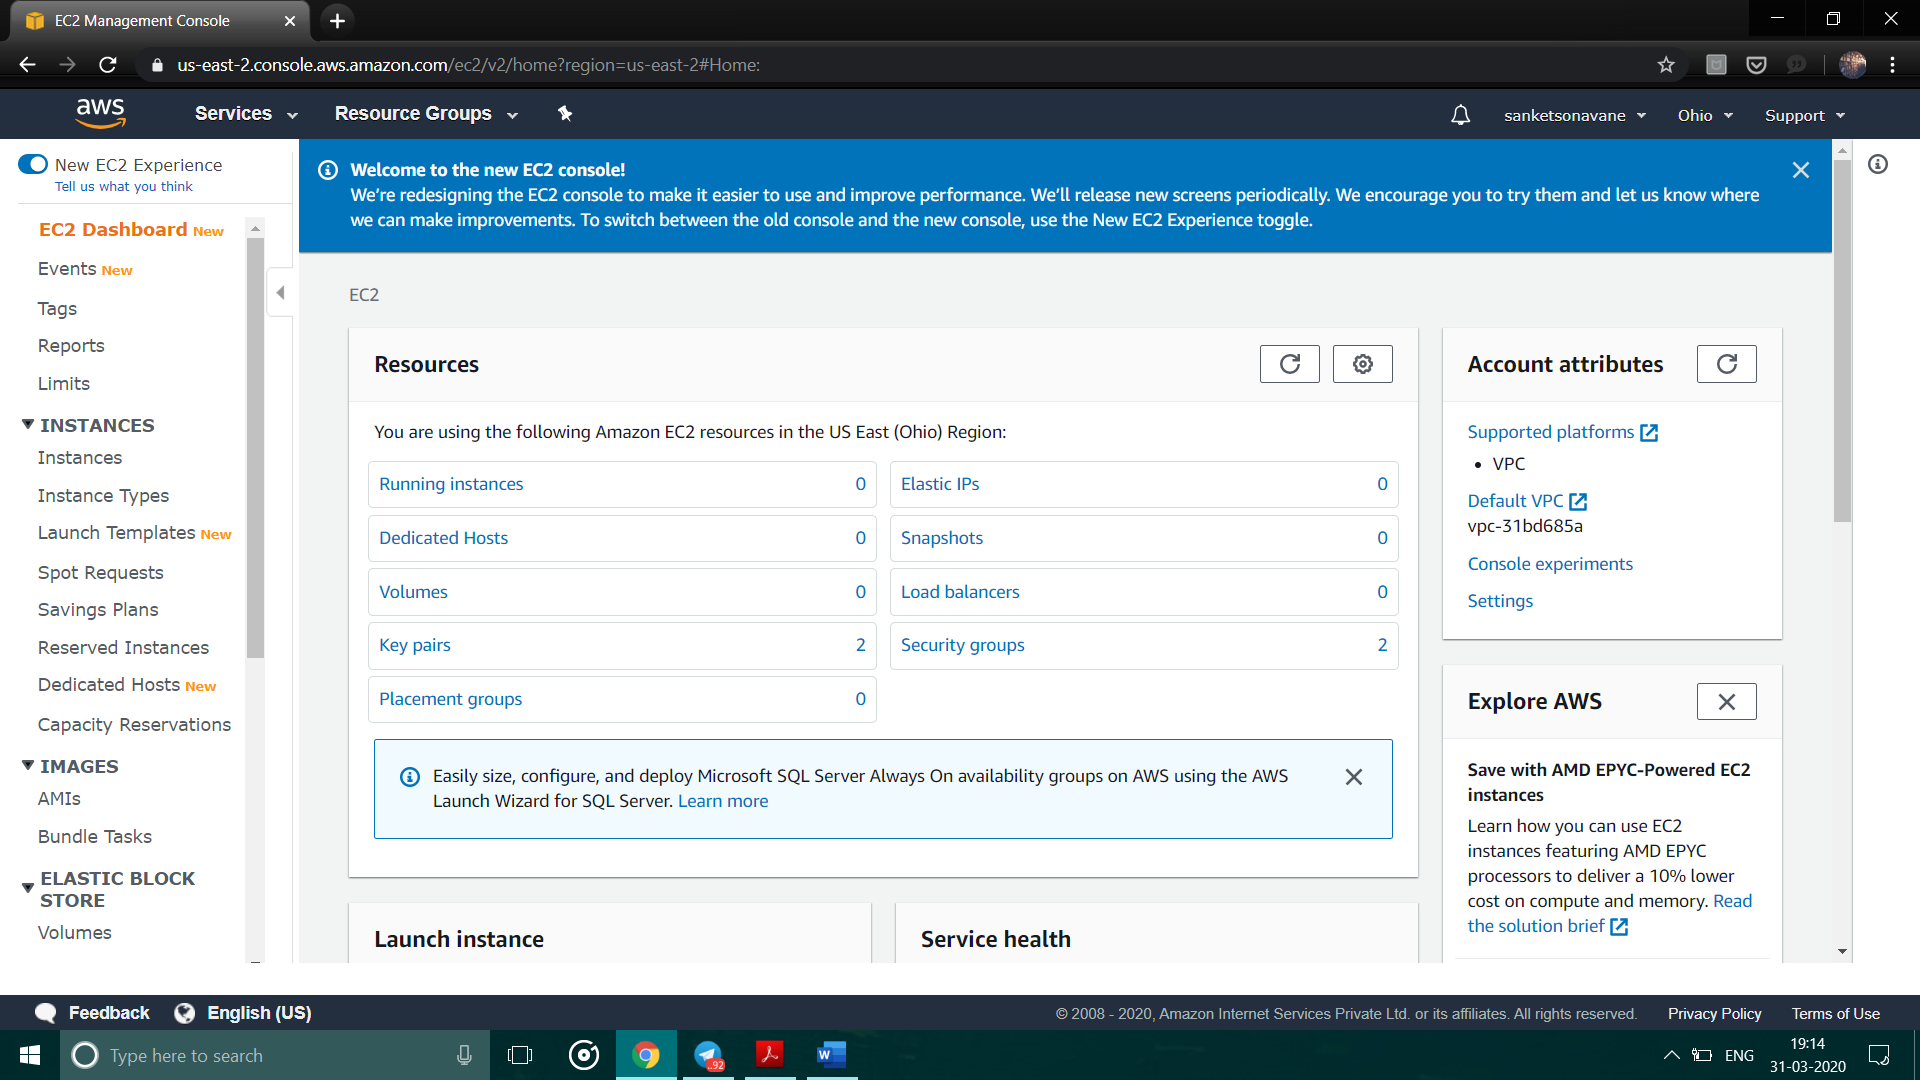 EC2 Management Console
us-east-2.console.aws.amazon.com/ec2/v2/home?region=us-east-2#Home:
aws
Services
Resource Groups
sanketsonavane
Ohio
Support
New EC2 Experience
Tell us what you think
EC2 Dashboard New
Events New
Tags
Reports
Limits
INSTANCES
Instances
Instance Types
Launch Templates New
Spot Requests
Savings Plans
Reserved Instances
Dedicated Hosts New
Capacity Reservations
IMAGES
AMIs
Bundle Tasks
ELASTIC BLOCK
STORE
Volumes
Welcome to the new EC2 console!
We're redesigning the EC2 console to make it easier to use and improve performance. We'll release new screens periodically. We encourage you to try them and let us know where
we can make improvements. To switch between the old console and the new console, use the New EC2 Experience toggle.
EC2
Resources
You are using the following Amazon EC2 resources in the US East (Ohio) Region:
Running instances 0
Elastic IPs 0
Dedicated Hosts 0
Snapshots 0
Volumes 0
Load balancers 0
Key pairs 2
Security groups 2
Placement groups 0
Easily size, configure, and deploy Microsoft SQL Server Always On availability groups on AWS using the AWS
Launch Wizard for SQL Server. Learn more
Launch instance
Service health
Account attributes
Supported platforms
• VPC
Default VPC
vpc-31bd685a
Console experiments
Settings
Explore AWS
Save with AMD EPYC-Powered EC2
instances
Learn how you can use EC2
instances featuring AMD EPYC
processors to deliver a 10% lower
cost on compute and memory. Read
the solution brief
Feedback
English (US)
© 2008 - 2020, Amazon Internet Services Private Ltd. or its affiliates. All rights reserved.
Privacy Policy
Terms of Use
Type here to search
..92
W
ENG
19:14
31-03-2020